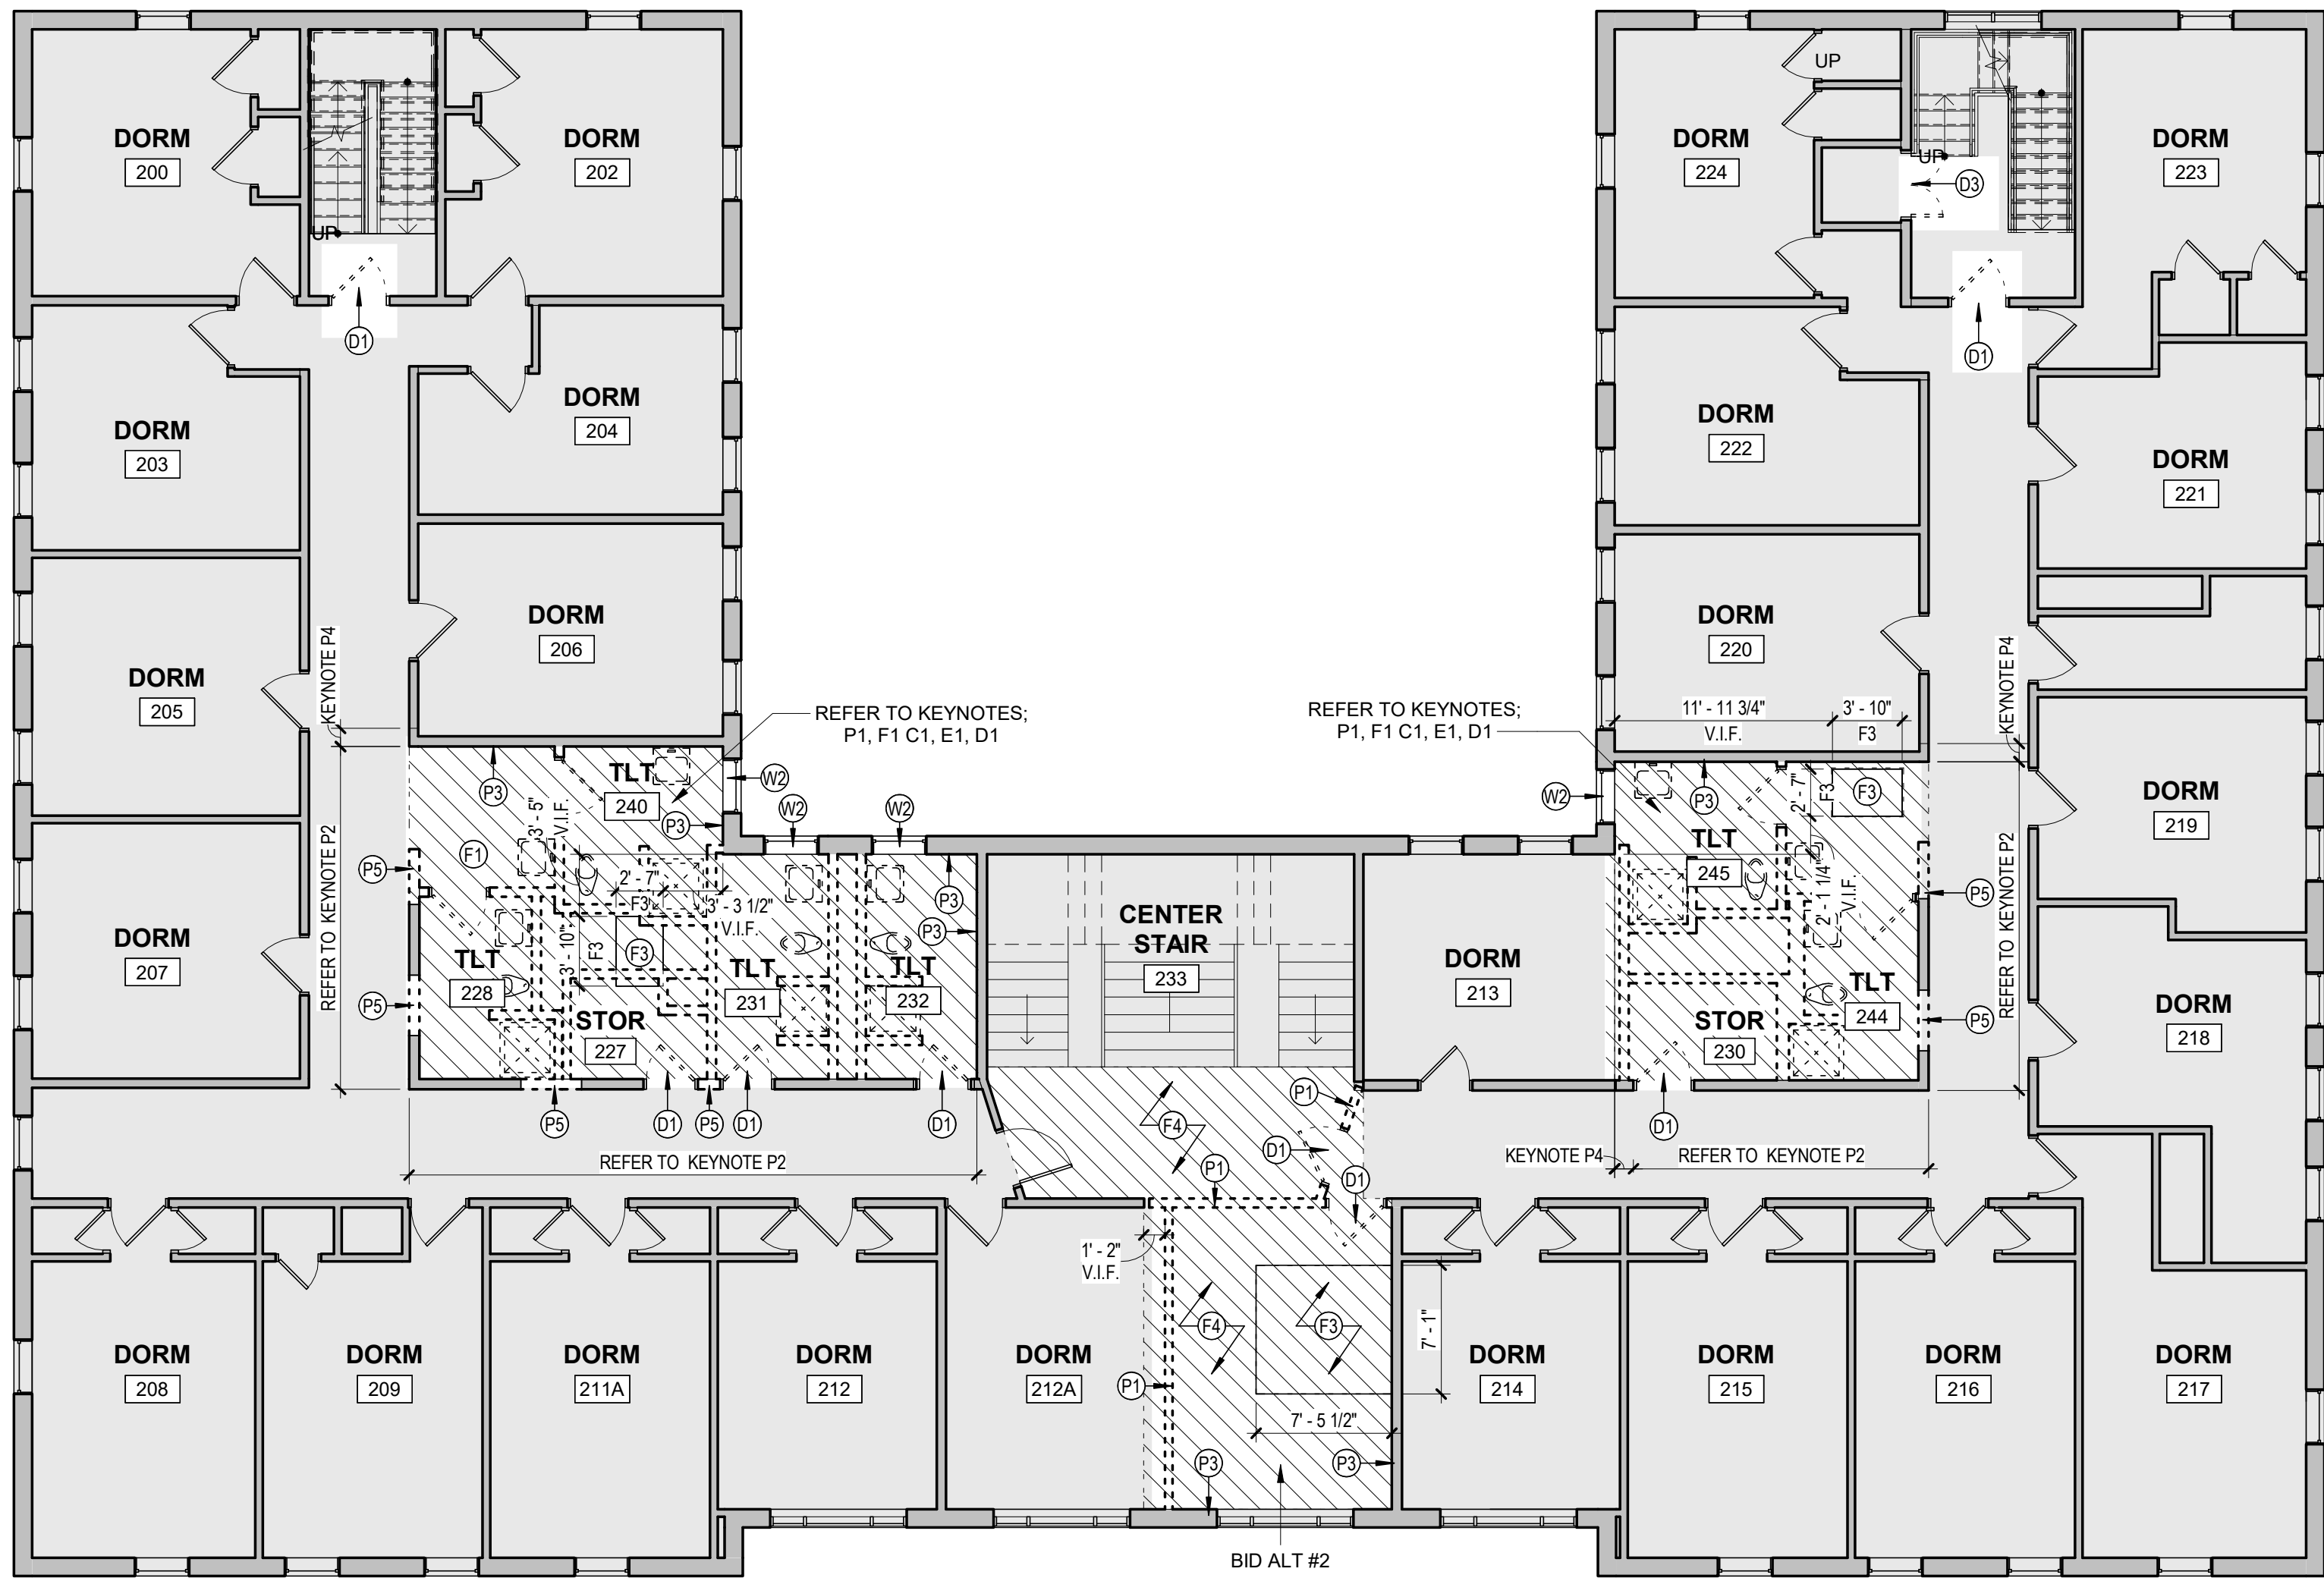 UP
DORM
200
DORM
202
DORM
224
UP
D3
DORM
223
UP
D1
D1
DORM
203
DORM
204
DORM
222
DORM
221
DORM
205
DORM
206
DORM
220
KEYNOTE P4
KEYNOTE P4
REFER TO KEYNOTES;
P1, F1 C1, E1, D1
REFER TO KEYNOTES;
P1, F1 C1, E1, D1
11' - 11 3/4"
V.I.F.
3' - 10"
F3
P3
TLT
240
W2
W2
W2
W2
P3
P3
2' - 7"
F3
F3
DORM
219
3' - 5"
V.I.F.
P3
F1
P5
REFER TO KEYNOTE P2
2' - 7"
F3
3' - 3 1/2"
V.I.F.
P3
TLT
245
2' - 1 1/4"
V.I.F.
P5
REFER TO KEYNOTE P2
DORM
207
TLT
228
P5
3' - 10"
F3
F3
STOR
227
TLT
231
TLT
232
CENTER
STAIR
233
DORM
213
STOR
230
TLT
244
P5
DORM
218
P5
D1
P5
D1
D1
REFER TO KEYNOTE P2
F4
P1
D1
P1
D1
D1
KEYNOTE P4
REFER TO KEYNOTE P2
1' - 2"
V.I.F.
F4
F3
7' - 1"
7' - 5 1/2"
P1
P3
P3
DORM
208
DORM
209
DORM
211A
DORM
212
DORM
212A
DORM
214
DORM
215
DORM
216
DORM
217
BID ALT #2